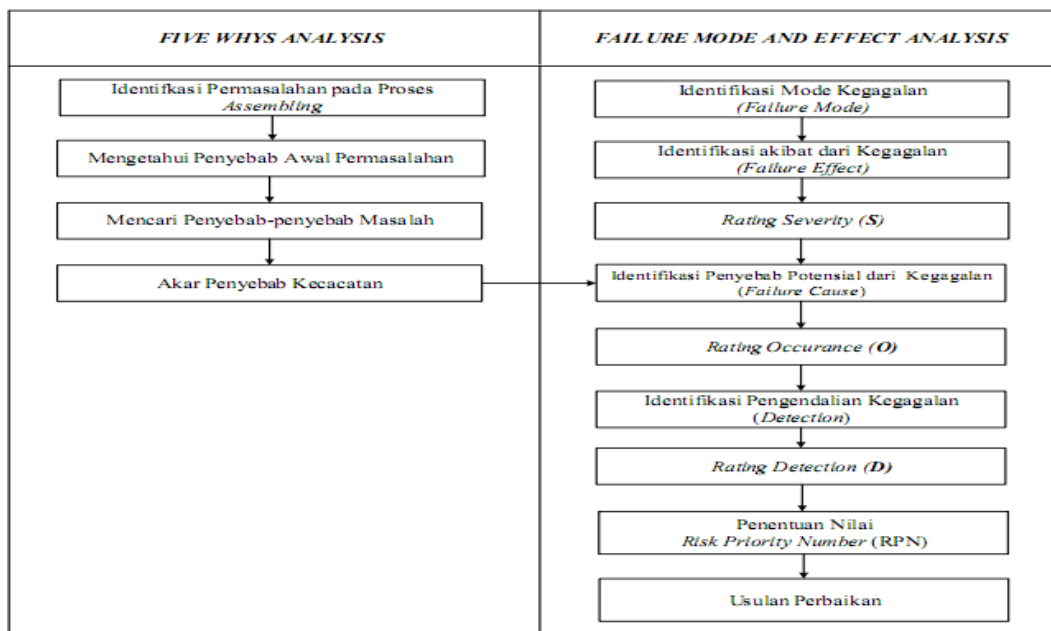 FIVE WHYS ANALYSIS
Identifkasi Permasalahan pada Proses
Assembling
Mengetahui Penyebab Awal Permasalahan
Mencari Penyebab-penyebab Masalah
Akar Penyebab Kecacatan
FAILURE MODE AND EFFECT ANALYSIS
Identifikasi Mode Kegagalan
(Failure Mode)
Identifikasi akibat dari Kegagalan
(Failure Effect)
Rating Severity (S)
Identifikasi Penyebab Potensial dari Kegagalan
(Failure Cause)
Rating Occurance (O)
Identifikasi Pengendalian Kegagalan
(Detection)
Rating Detection (D)
Penentuan Nilai
Risk Priority Number (RPN)
Usulan Perbaikan